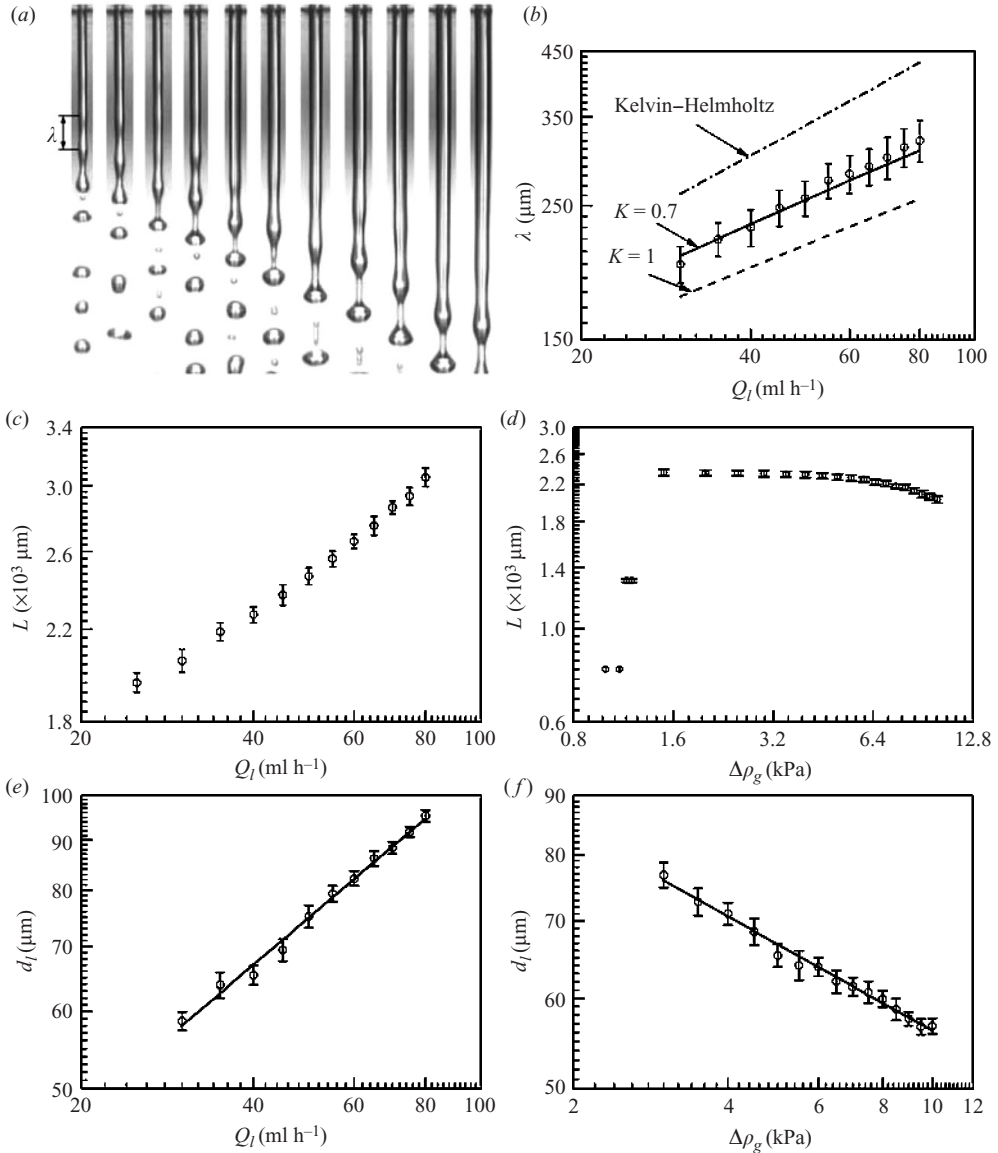 (a)
λ
(b)
450
350
250
150
λ (μm)
Kelvin–Helmholtz
K = 0.7
K = 1
20
40
60
80
100
Q_l (ml h⁻¹)
(c)
3.4
3.0
2.6
2.2
1.8
L (×10³ μm)
20
40
60
80
100
Q_l (ml h⁻¹)
(d)
3.0
2.6
2.2
1.8
1.4
1.0
0.6
L (×10³ μm)
0.8
1.6
3.2
6.4
12.8
Δρ_g (kPa)
(e)
100
90
80
70
60
50
d_l (μm)
20
40
60
80
100
Q_l (ml h⁻¹)
(f)
90
80
70
60
50
d_l (μm)
2
4
6
8
10
12
Δρ_g (kPa)